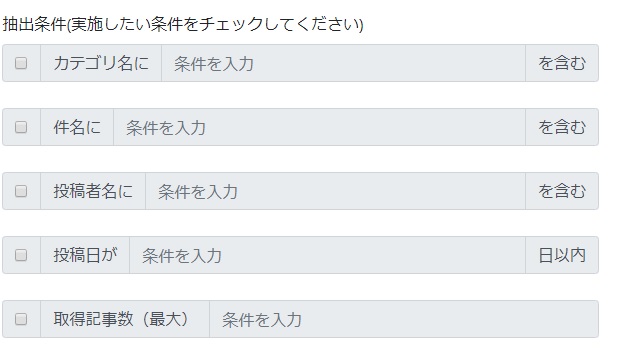 抽出条件(実施したい条件をチェックしてください)
カテゴリ名に 条件を入力 を含む
件名に 条件を入力 を含む
投稿者名に 条件を入力 を含む
投稿日が 条件を入力 日以内
取得記事数（最大） 条件を入力